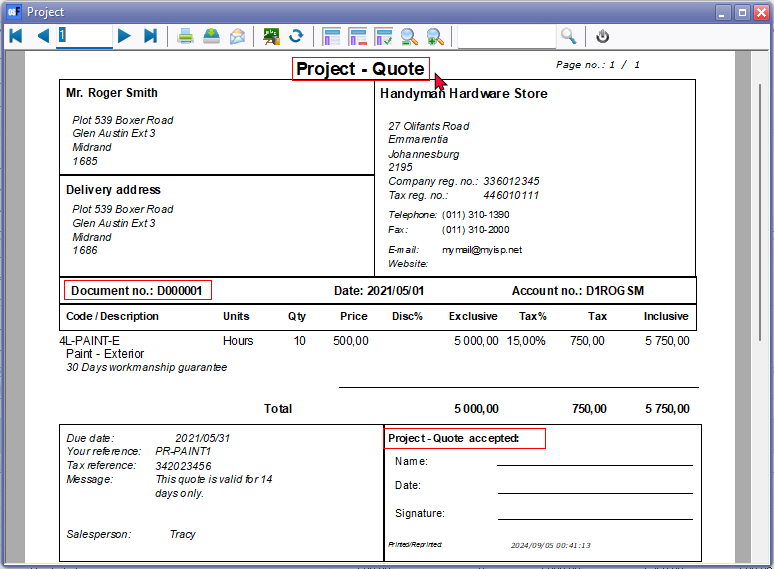 Project
1
Project - Quote
Page no.: 1 / 1
Mr. Roger Smith
Plot 539 Boxer Road
Glen Austin Ext 3
Midrand
1685
Handyman Hardware Store
27 Olifants Road
Emmarentia
Johannesburg
2195
Company reg. no.: 336012345
Tax reg. no.: 446010111
Telephone: (011) 310-1390
Fax: (011) 310-2000
E-mail: mymail@myisp.net
Website:
Delivery address
Plot 539 Boxer Road
Glen Austin Ext 3
Midrand
1686
Document no.: D000001 Date: 2021/05/01 Account no.: D1ROGSM
Code / Description Units Qty Price Disc% Exclusive Tax% Tax Inclusive
4L-PAINT-E Hours 10 500,00 5 000,00 15,00% 750,00 5 750,00
Paint - Exterior
30 Days workmanship guarantee
Total 5 000,00 750,00 5 750,00
Due date: 2021/05/31
Your reference: PR-PAINT1
Tax reference: 342023456
Message: This quote is valid for 14
days only.
Salesperson: Tracy
Project - Quote accepted:
Name:
Date:
Signature:
Printed/Reprinted: 2024/09/05 00:41:13